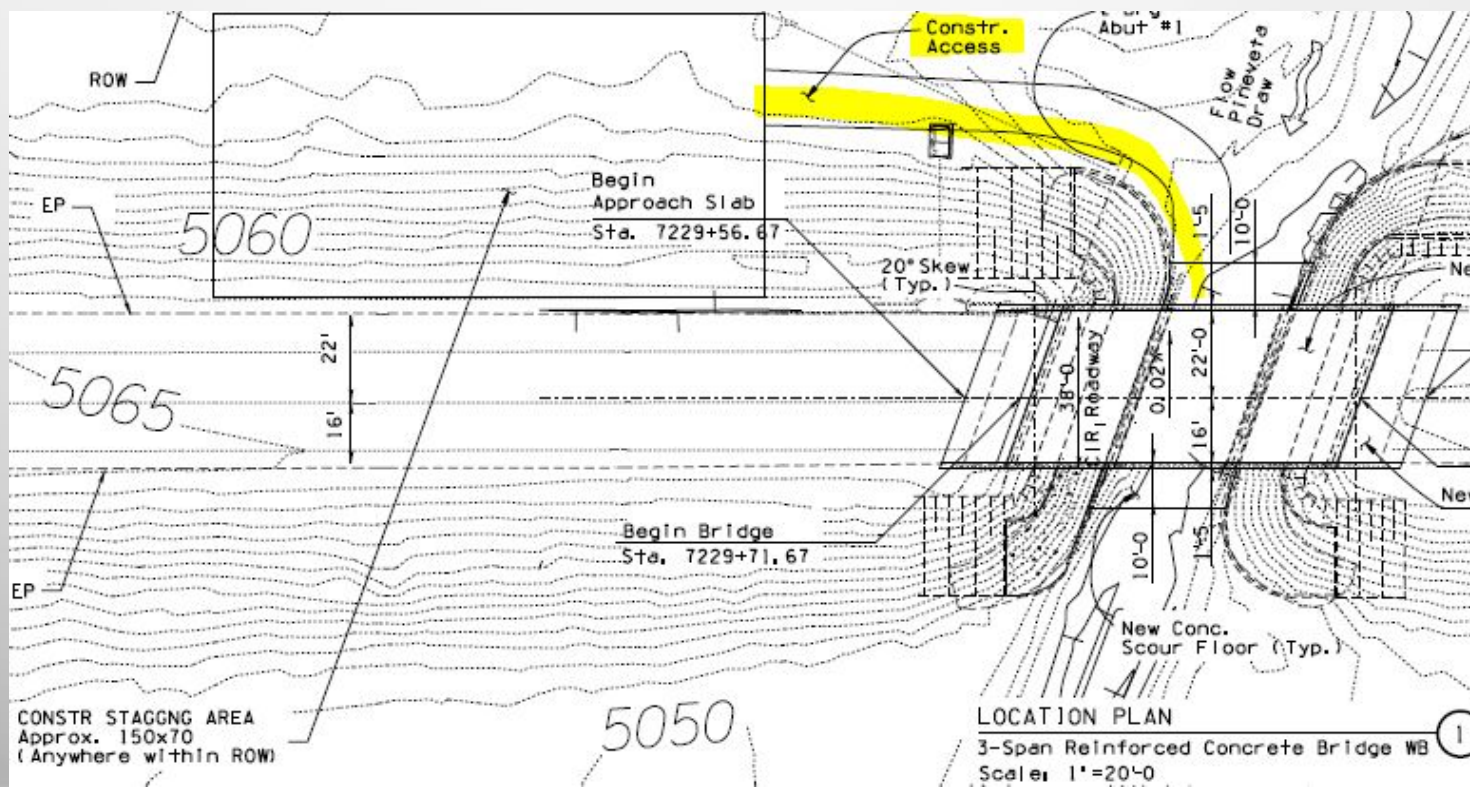 Constr.
Access
Abut #1
ROW
Flow
Pineveta
Draw
EP
5060
Begin
Approach Slab
Sta. 7229+56.67
20° Skew
(Typ.)
1'-5
10'-0
22'
5065
16'
38'-0
Roadway
22'-0
16'
Begin Bridge
Sta. 7229+71.67
10'-0
1'-5
EP
New Conc.
Scour Floor (Typ.)
CONSTR STAGGNG AREA
Approx. 150x70
(Anywhere within ROW)
5050
LOCATION PLAN
3-Span Reinforced Concrete Bridge WB
1
Scale: 1"=20'-0